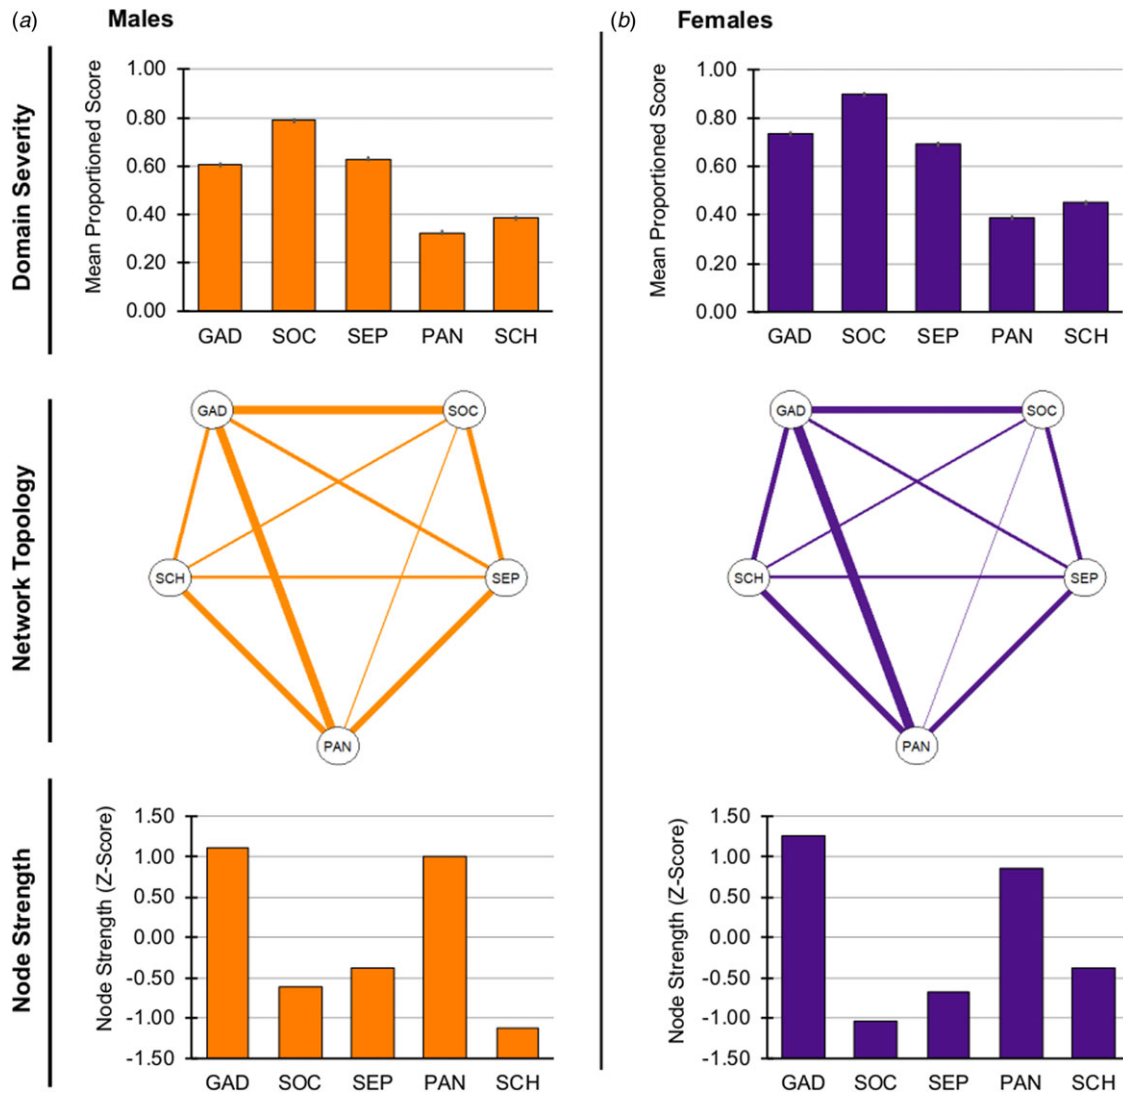 (a) Males
(b) Females
Domain Severity
Mean Proportioned Score
1.00
0.80
0.60
0.40
0.20
0.00
GAD SOC SEP PAN SCH
Mean Proportioned Score
1.00
0.80
0.60
0.40
0.20
0.00
GAD SOC SEP PAN SCH
Network Topology
GAD SOC
SCH SEP
PAN
GAD SOC
SCH SEP
PAN
Node Strength
Node Strength (Z-Score)
1.50
1.00
0.50
0.00
-0.50
-1.00
-1.50
GAD SOC SEP PAN SCH
Node Strength (Z-Score)
1.50
1.00
0.50
0.00
-0.50
-1.00
-1.50
GAD SOC SEP PAN SCH